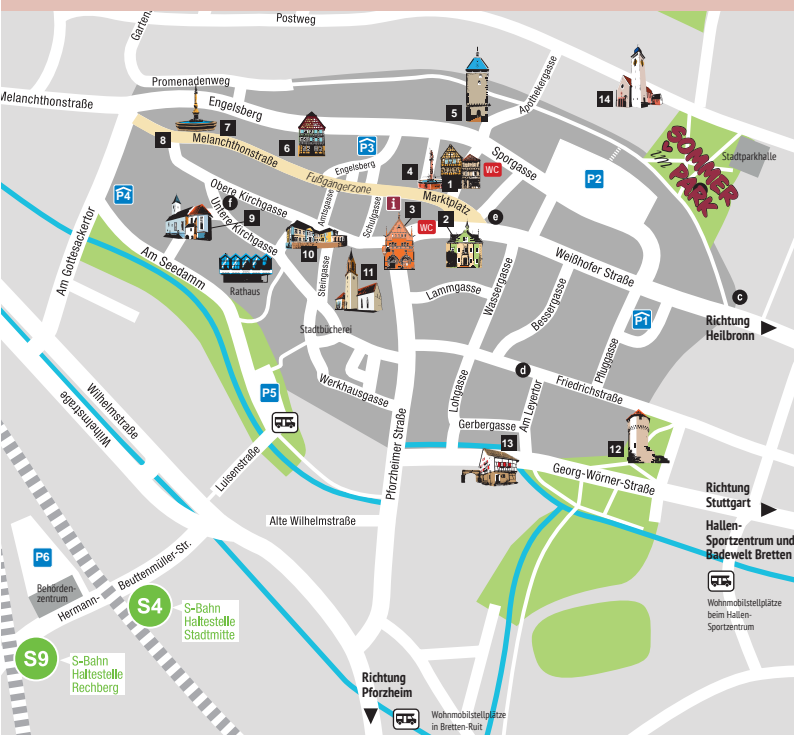 Postweg
Gartens
Promenadenweg
Melanchthonstraße
Engelsberg
Apothekergasse
5
14
SOMMER
im
PARK
Stadtparkhalle
8
7
Melanchthonstraße
6
P3
Engelsberg
Fußgängerzone
4
1
WC
Sporgasse
P2
P4
Obere Kirchgasse
f
Untere Kirchgasse
9
Amtsgasse
Schulgasse
i
3
Marktplatz
WC
2
e
Am Gottesackertor
Am Seedamm
10
11
Weißhofer Straße
Rathaus
Steingasse
Lammgasse
Wassergasse
Bessergasse
c
Stadtbücherei
P1
Richtung
Heilbronn
Pfluggasse
d
Friedrichstraße
P5
Werkhausgasse
Lohgasse
Am Leyertor
Wilhelmstraße
Wilhelmstraße
Pforzheimer Straße
Gerbergasse
13
12
Luisenstraße
Georg-Wörner-Straße
Richtung
Stuttgart
Alte Wilhelmstraße
Hallen-
Sportzentrum und
Badewelt Bretten
P6
Behörden-
zentrum
Hermann-
Beuttenmüller-Str.
Wohnmobilstellplätze
beim Hallen-
Sportzentrum
S4
S-Bahn
Haltestelle
Stadtmitte
S9
S-Bahn
Haltestelle
Rechberg
Richtung
Pforzheim
Wohnmobilstellplätze
in Bretten-Ruit